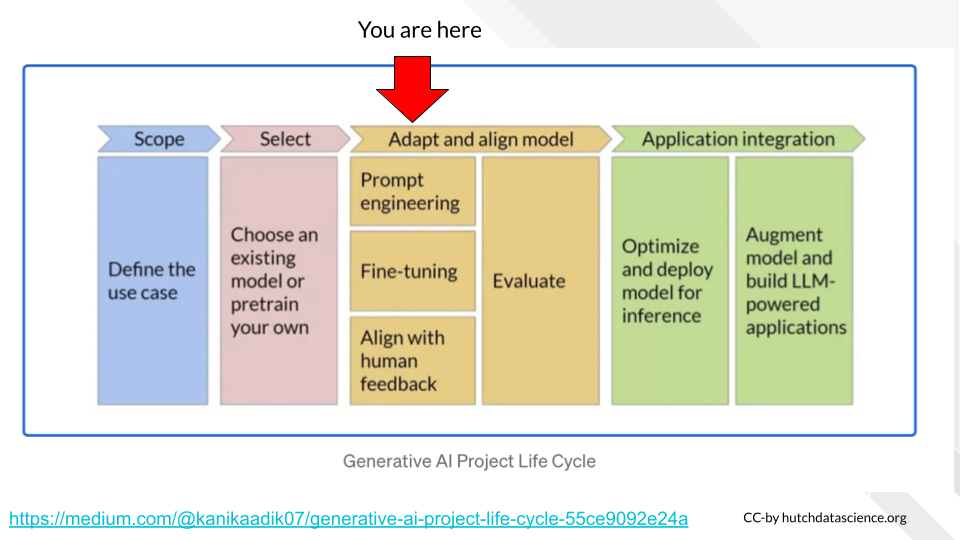 You are here
Scope
Select
Adapt and align model
Application integration
Define the
use case
Choose an
existing
model or
pretrain
your own
Prompt
engineering
Fine-tuning
Align with
human
feedback
Evaluate
Optimize
and deploy
model for
inference
Augment
model and
build LLM-
powered
applications
Generative AI Project Life Cycle
https://medium.com/@kanikaadik07/generative-ai-project-life-cycle-55ce9092e24a
CC-by hutchdatascience.org